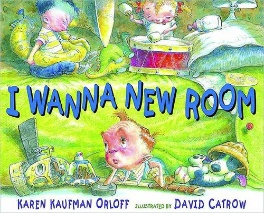 I WANNA NEW ROOM
KAREN KAUFMAN ORLOFF ILLUSTRATED BY DAVID CATROW